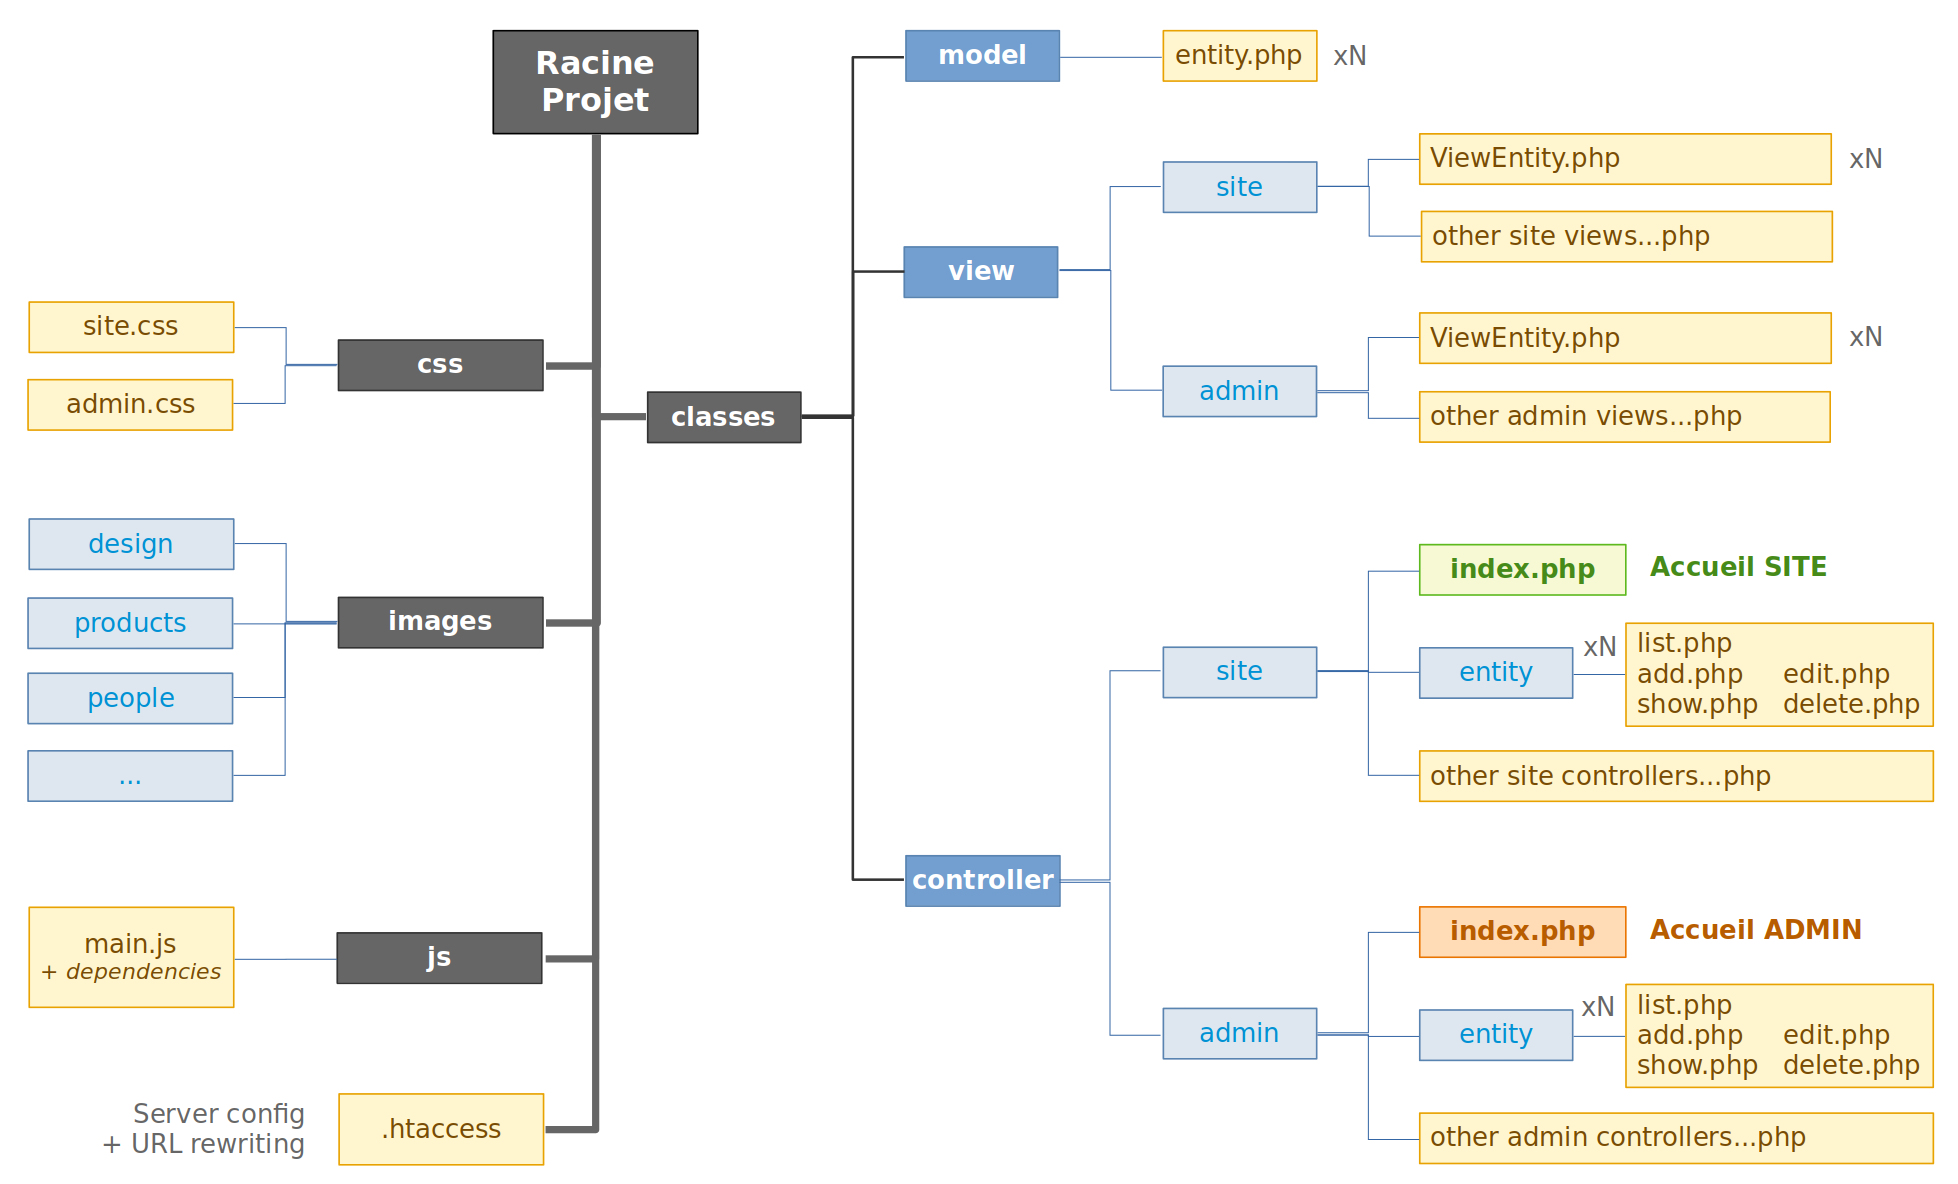 Racine
Projet
model
entity.php
xN
view
site
ViewEntity.php
xN
other site views...php
admin
ViewEntity.php
xN
other admin views...php
classes
css
site.css
admin.css
images
design
products
people
...
js
main.js
+ dependencies
.htaccess
Server config
+ URL rewriting
controller
site
index.php
Accueil SITE
entity
xN
list.php
add.php edit.php
show.php delete.php
other site controllers...php
admin
index.php
Accueil ADMIN
entity
xN
list.php
add.php edit.php
show.php delete.php
other admin controllers...php